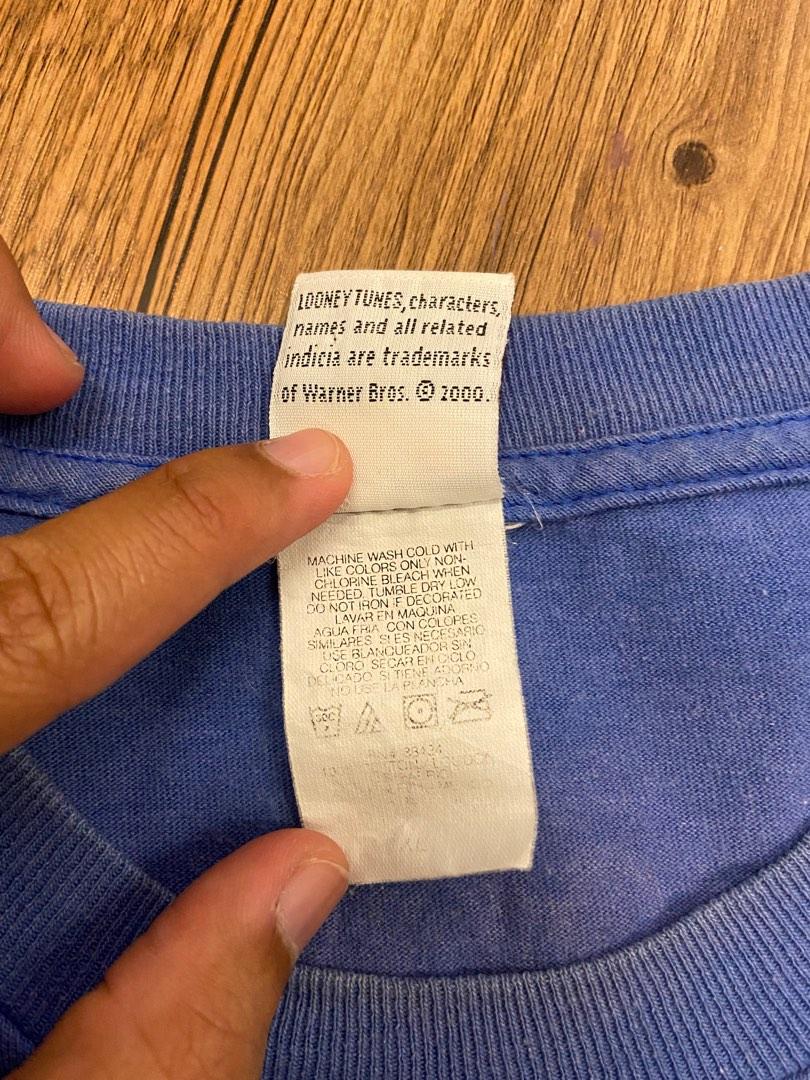 LOONEY TUNES, characters,
names and all related
indicia are trademarks
of Warner Bros. © 2000.
MACHINE WASH COLD WITH
LIKE COLORS ONLY NON-
CHLORINE BLEACH WHEN
NEEDED. TUMBLE DRY LOW
DO NOT IRON IF DECORATED
LAVAR EN MAQUINA
AGUA FRIA, CON COLORES
SIMILARES. SI ES NECESARIO
USE BLANQUEADOR SIN
CLORO. SECAR EN CICLO
DELICADO. SI TIENE ADORNO
NO USE LA PLANCHA